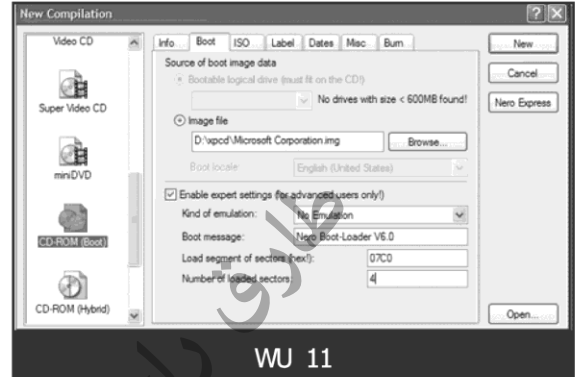 New Compilation
Video CD
Super Video CD
miniDVD
CD-ROM (Boot)
CD-ROM (Hybrid)
Info Boot ISO Label Dates Misc Burn
Source of boot image data
Bootable logical drive (must fit on the CD!)
No drives with size < 600MB found!
Image file
D:\xpcd\Microsoft Corporation.img Browse...
Boot locale: English (United States)
Enable expert settings (for advanced users only!)
Kind of emulation: No Emulation
Boot message: Nero Boot-Loader V6.0
Load segment of sectors (hex!): 07C0
Number of loaded sectors: 4
New
Cancel
Nero Express
Open...
طارق
WU 11